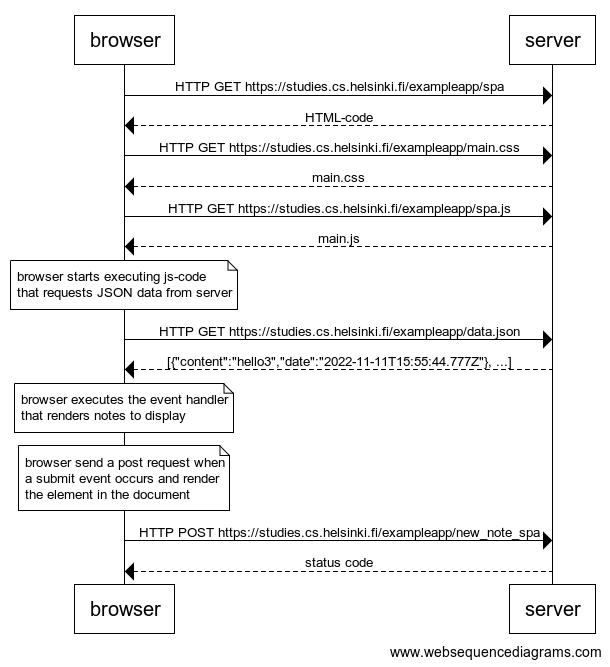 browser server
HTTP GET https://studies.cs.helsinki.fi/exampleapp/spa
HTML-code
HTTP GET https://studies.cs.helsinki.fi/exampleapp/main.css
main.css
HTTP GET https://studies.cs.helsinki.fi/exampleapp/spa.js
main.js
browser starts executing js-code
that requests JSON data from server
HTTP GET https://studies.cs.helsinki.fi/exampleapp/data.json
[{"content":"hello3","date":"2022-11-11T15:55:44.777Z"}, ...]
browser executes the event handler
that renders notes to display
browser send a post request when
a submit event occurs and render
the element in the document
HTTP POST https://studies.cs.helsinki.fi/exampleapp/new_note_spa
status code
browser server
www.websequencediagrams.com